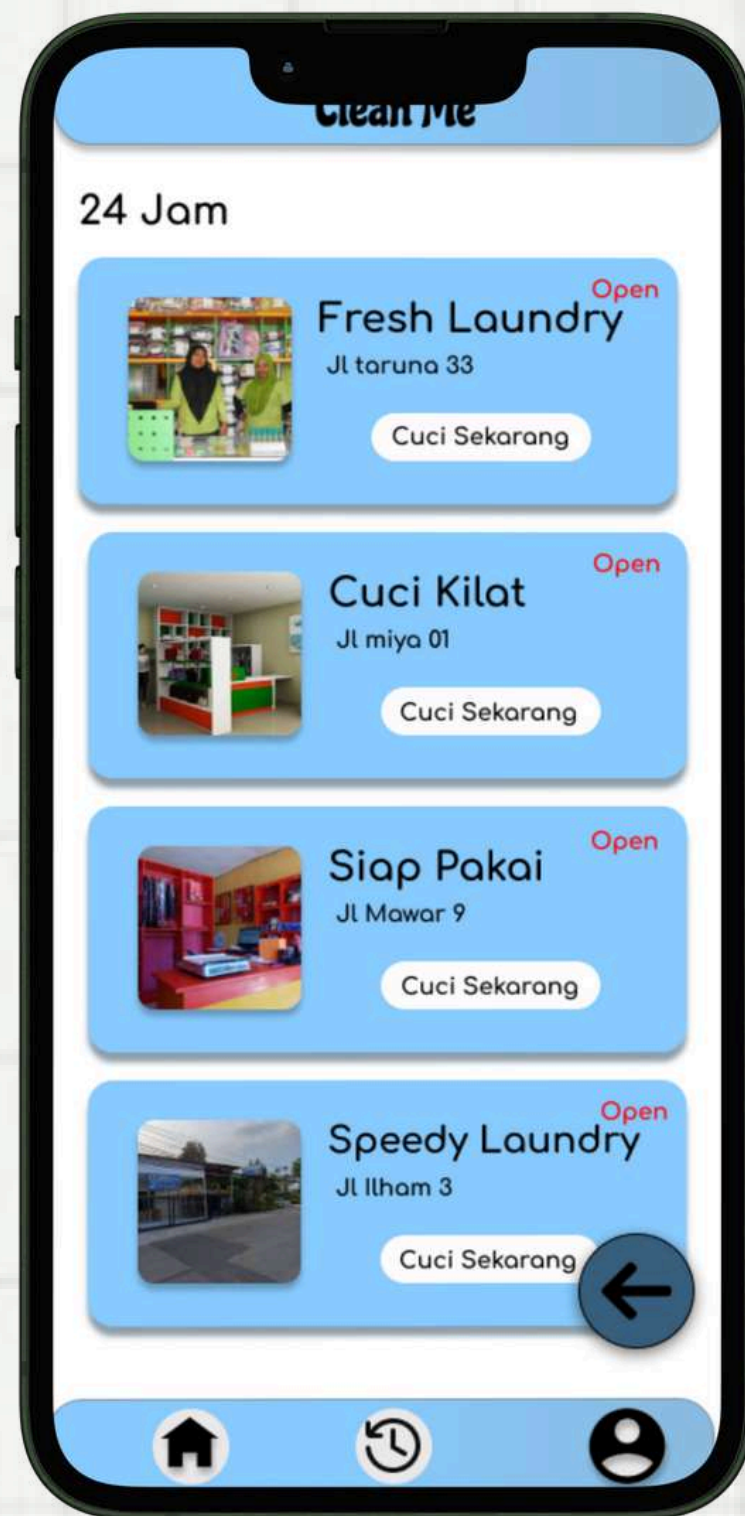 Clean Me
24 Jam
Open
Fresh Laundry
Jl taruna 33
Cuci Sekarang
Open
Cuci Kilat
Jl miya 01
Cuci Sekarang
Open
Siap Pakai
Jl Mawar 9
Cuci Sekarang
Open
Speedy Laundry
Jl Ilham 3
Cuci Sekarang